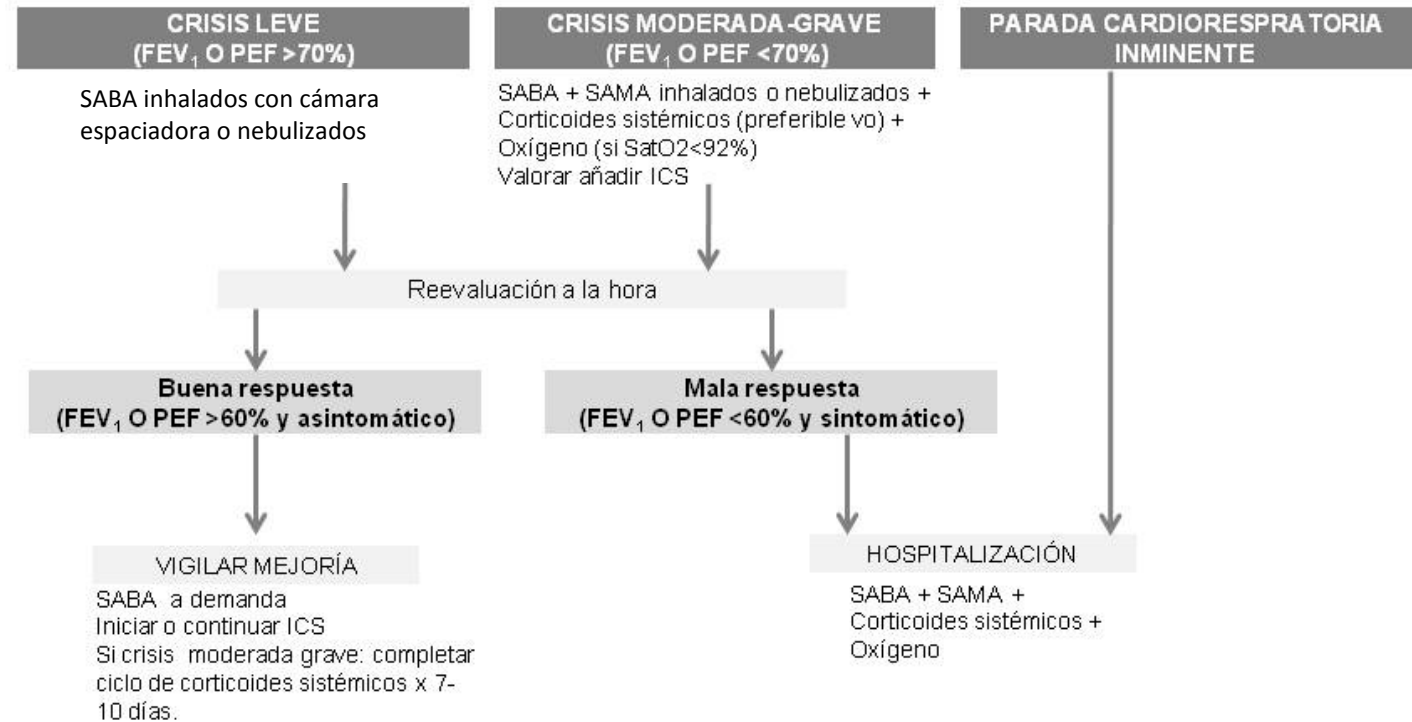 CRISIS LEVE
(FEV₁ O PEF >70%)
CRISIS MODERADA-GRAVE
(FEV₁ O PEF <70%)
PARADA CARDIORESPRATORIA
INMINENTE
SABA inhalados con cámara
espaciadora o nebulizados
SABA + SAMA inhalados o nebulizados +
Corticoides sistémicos (preferible vo) +
Oxígeno (si SatO2<92%)
Valorar añadir ICS
Reevaluación a la hora
Buena respuesta
(FEV₁ O PEF >60% y asintomático)
Mala respuesta
(FEV₁ O PEF <60% y sintomático)
VIGILAR MEJORÍA
SABA a demanda
Iniciar o continuar ICS
Si crisis moderada grave: completar
ciclo de corticoides sistémicos x 7-
10 días.
HOSPITALIZACIÓN
SABA + SAMA +
Corticoides sistémicos +
Oxígeno